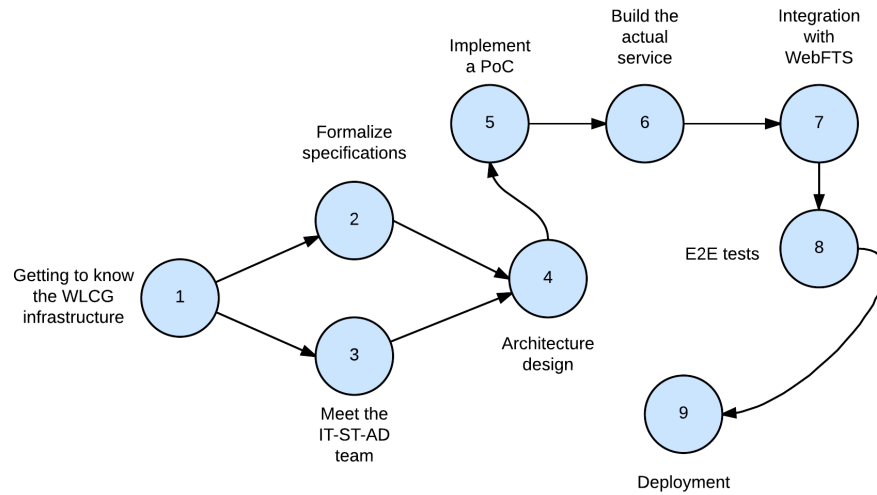 Getting to know
the WLCG
infrastructure
1
Formalize
specifications
2
3
Meet the
IT-ST-AD
team
4
Architecture
design
Implement
a PoC
5
Build the
actual
service
6
Integration
with
WebFTS
7
E2E tests
8
9
Deployment